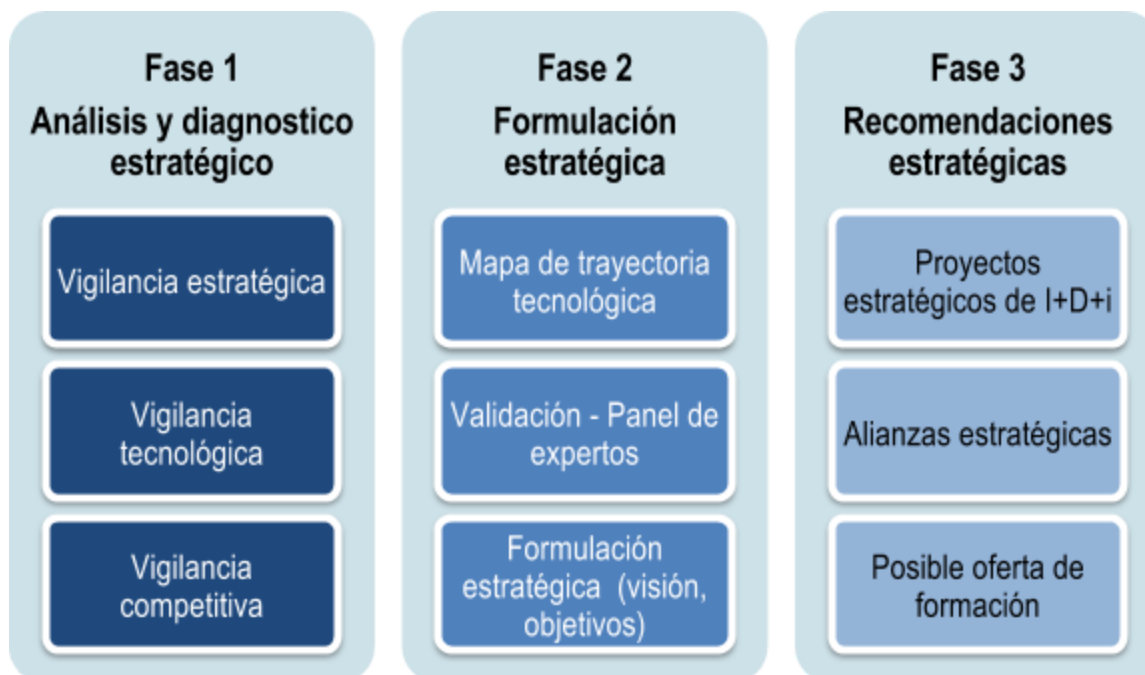 Fase 1
Análisis y diagnostico
estratégico
Vigilancia estratégica
Vigilancia
tecnológica
Vigilancia
competitiva
Fase 2
Formulación
estratégica
Mapa de trayectoria
tecnológica
Validación - Panel de
expertos
Formulación
estratégica (visión,
objetivos)
Fase 3
Recomendaciones
estratégicas
Proyectos
estratégicos de I+D+i
Alianzas estratégicas
Posible oferta de
formación